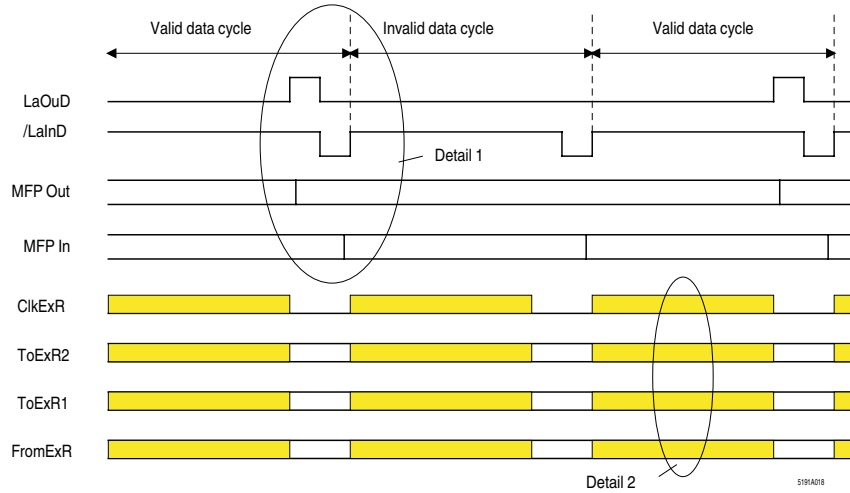 Valid data cycle
Invalid data cycle
Valid data cycle
LaOuD
/LaInD
Detail 1
MFP Out
MFP In
ClkExR
ToExR2
ToExR1
FromExR
Detail 2
5191A018